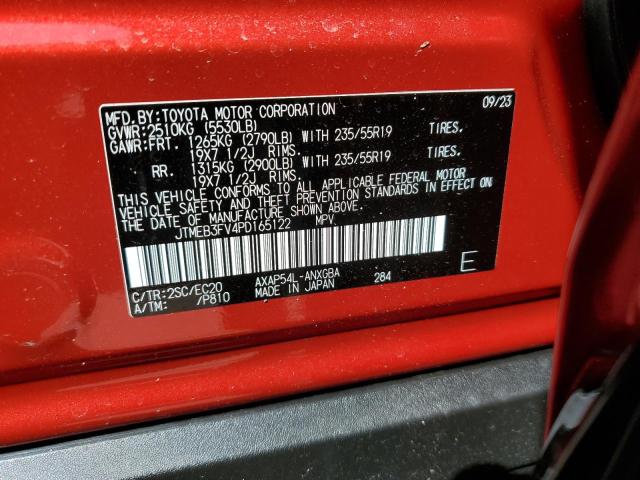 MFD. BY: TOYOTA MOTOR CORPORATION 09/23
GVWR: 2510KG (5530LB)
GAWR: FRT. 1265KG (2790LB) WITH 235/55R19 TIRES.
19X7 1/2J RIMS.
RR. 1315KG (2900LB) WITH 235/55R19 TIRES.
19X7 1/2J RIMS.
THIS VEHICLE CONFORMS TO ALL APPLICABLE FEDERAL MOTOR
VEHICLE SAFETY AND THEFT PREVENTION STANDARDS IN EFFECT ON
THE DATE OF MANUFACTURE SHOWN ABOVE.
JTMEB3FV4PD165122 MPV
C/TR: 2SC/EC20 AXAP54L-ANXGBA 284 E
A/TM: /P810 MADE IN JAPAN